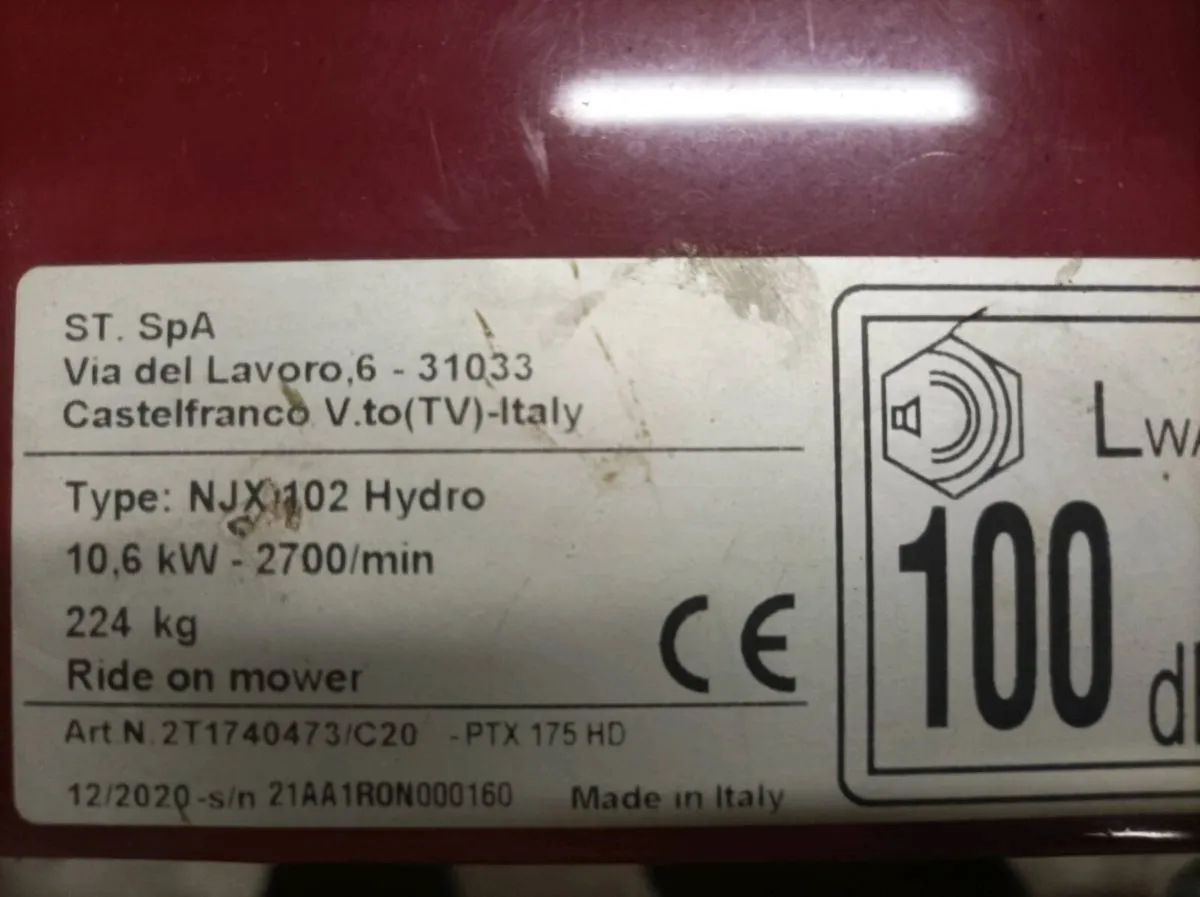 ST. SpA
Via del Lavoro,6 - 31033
Castelfranco V.to(TV)-Italy
Type: NJX 102 Hydro
10,6 kW - 2700/min
224 kg
Ride on mower
CE
Art.N. 2T1740473/C20 -PTX 175 HD
12/2020 -s/n 21AA1RON000160 Made in Italy
LW
100